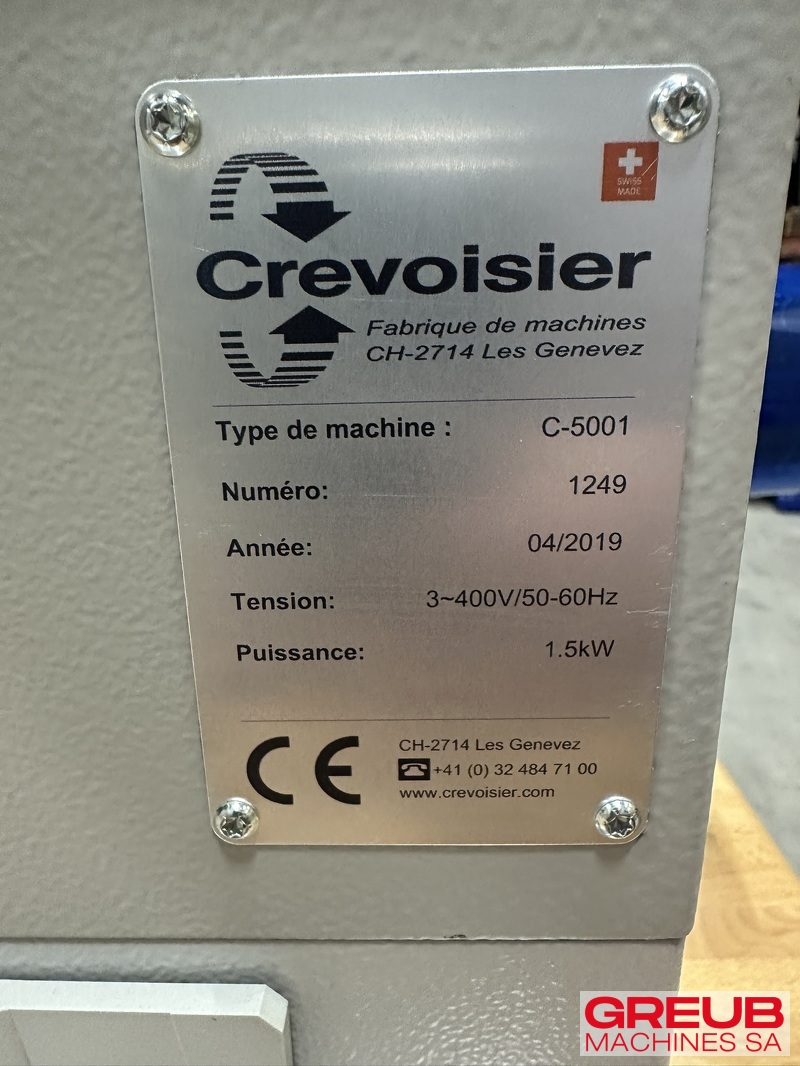 SWISS
MADE
Crevoisier
Fabrique de machines
CH-2714 Les Genevez
Type de machine : C-5001
Numéro: 1249
Année: 04/2019
Tension: 3~400V/50-60Hz
Puissance: 1.5kW
CE
CH-2714 Les Genevez
+41 (0) 32 484 71 00
www.crevoisier.com
GREUB
MACHINES SA